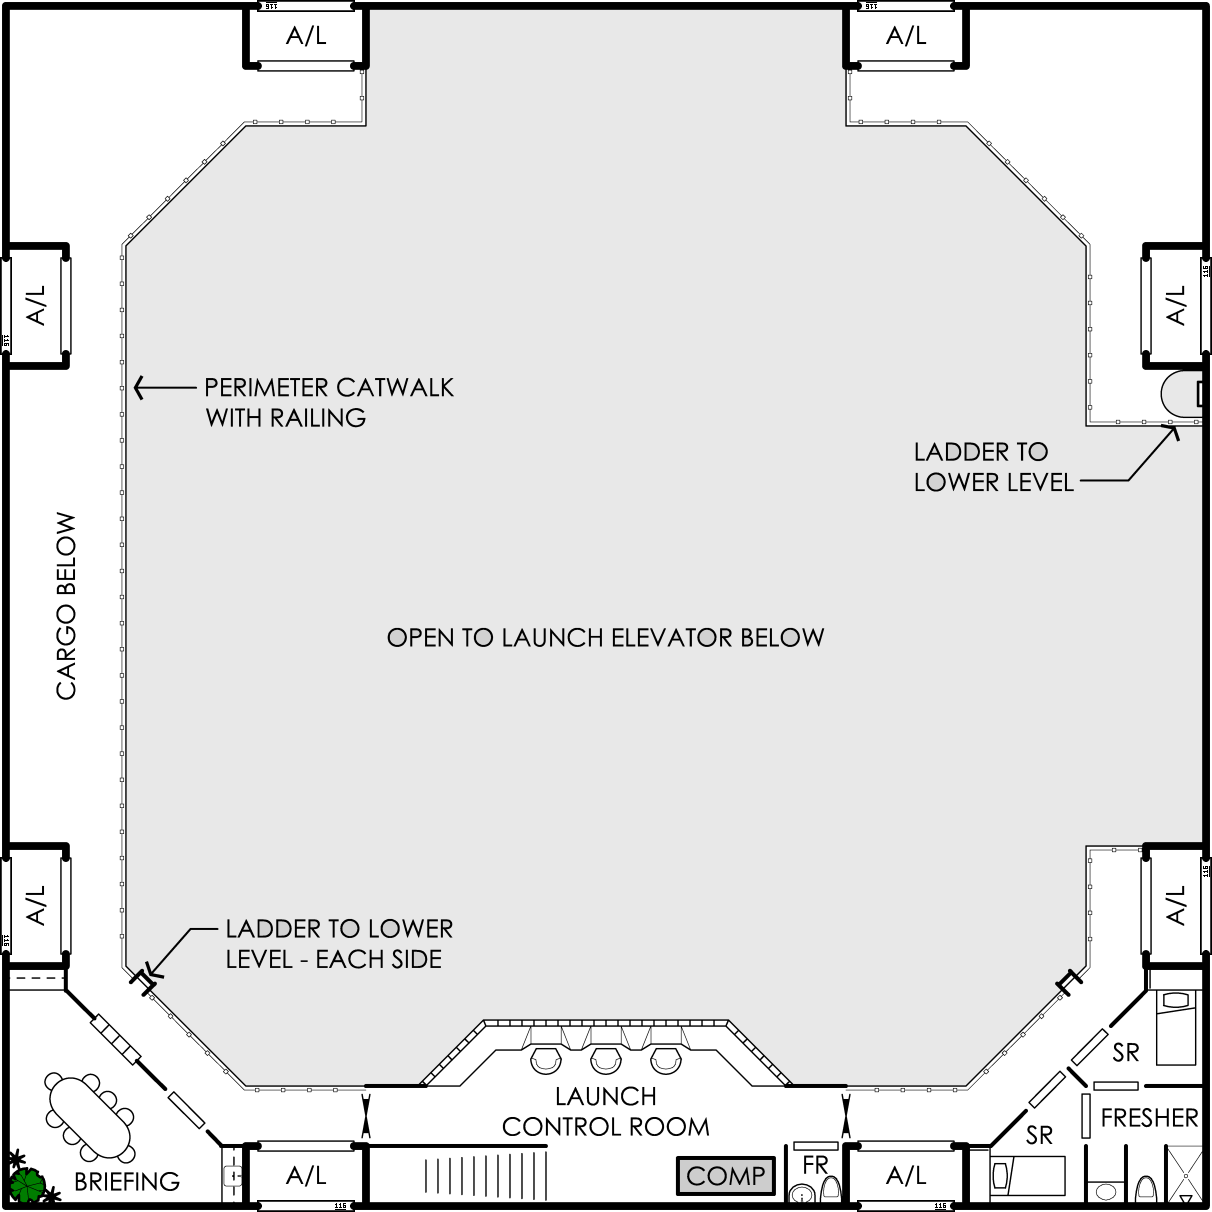 A/L
A/L
A/L
A/L
PERIMETER CATWALK
WITH RAILING
LADDER TO
LOWER LEVEL
CARGO BELOW
OPEN TO LAUNCH ELEVATOR BELOW
A/L
A/L
LADDER TO LOWER
LEVEL - EACH SIDE
SR
LAUNCH
CONTROL ROOM
FRESHER
SR
BRIEFING
A/L
COMP
FR
A/L